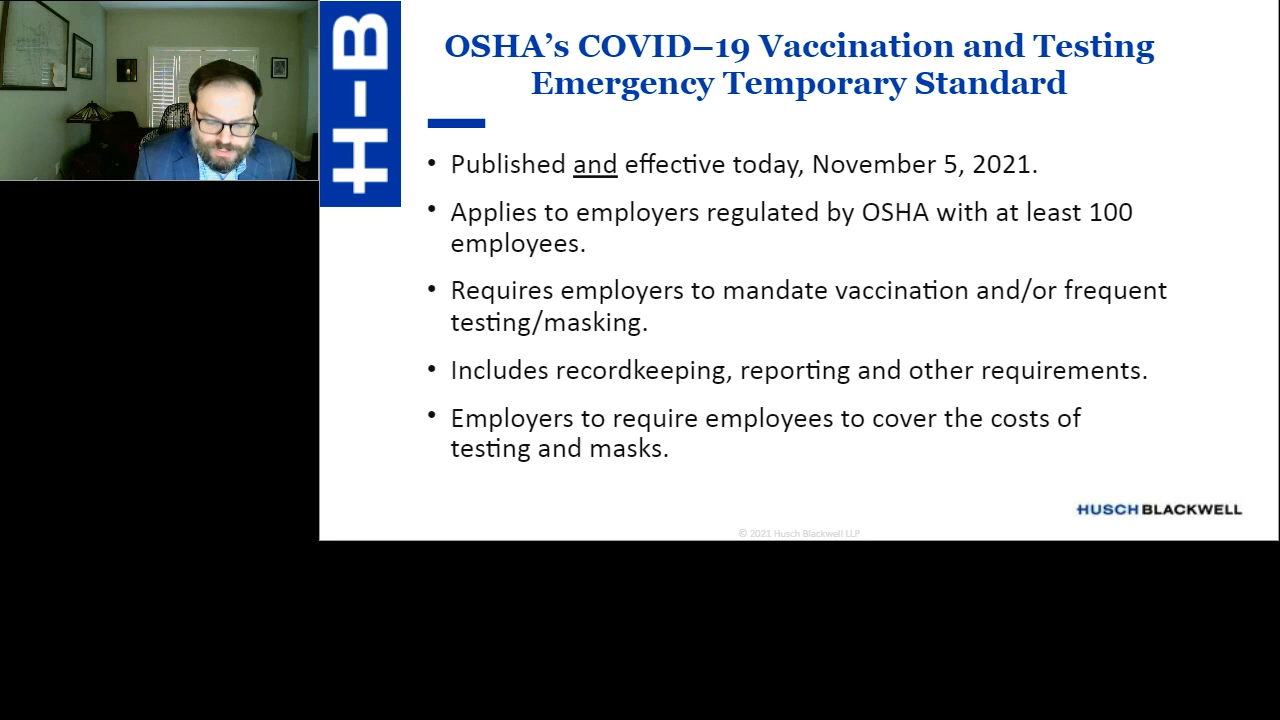 H-B
OSHA’s COVID–19 Vaccination and Testing
Emergency Temporary Standard
• Published and effective today, November 5, 2021.
• Applies to employers regulated by OSHA with at least 100
employees.
• Requires employers to mandate vaccination and/or frequent
testing/masking.
• Includes recordkeeping, reporting and other requirements.
• Employers to require employees to cover the costs of
testing and masks.
HUSCH BLACKWELL
© 2021 Husch Blackwell LLP